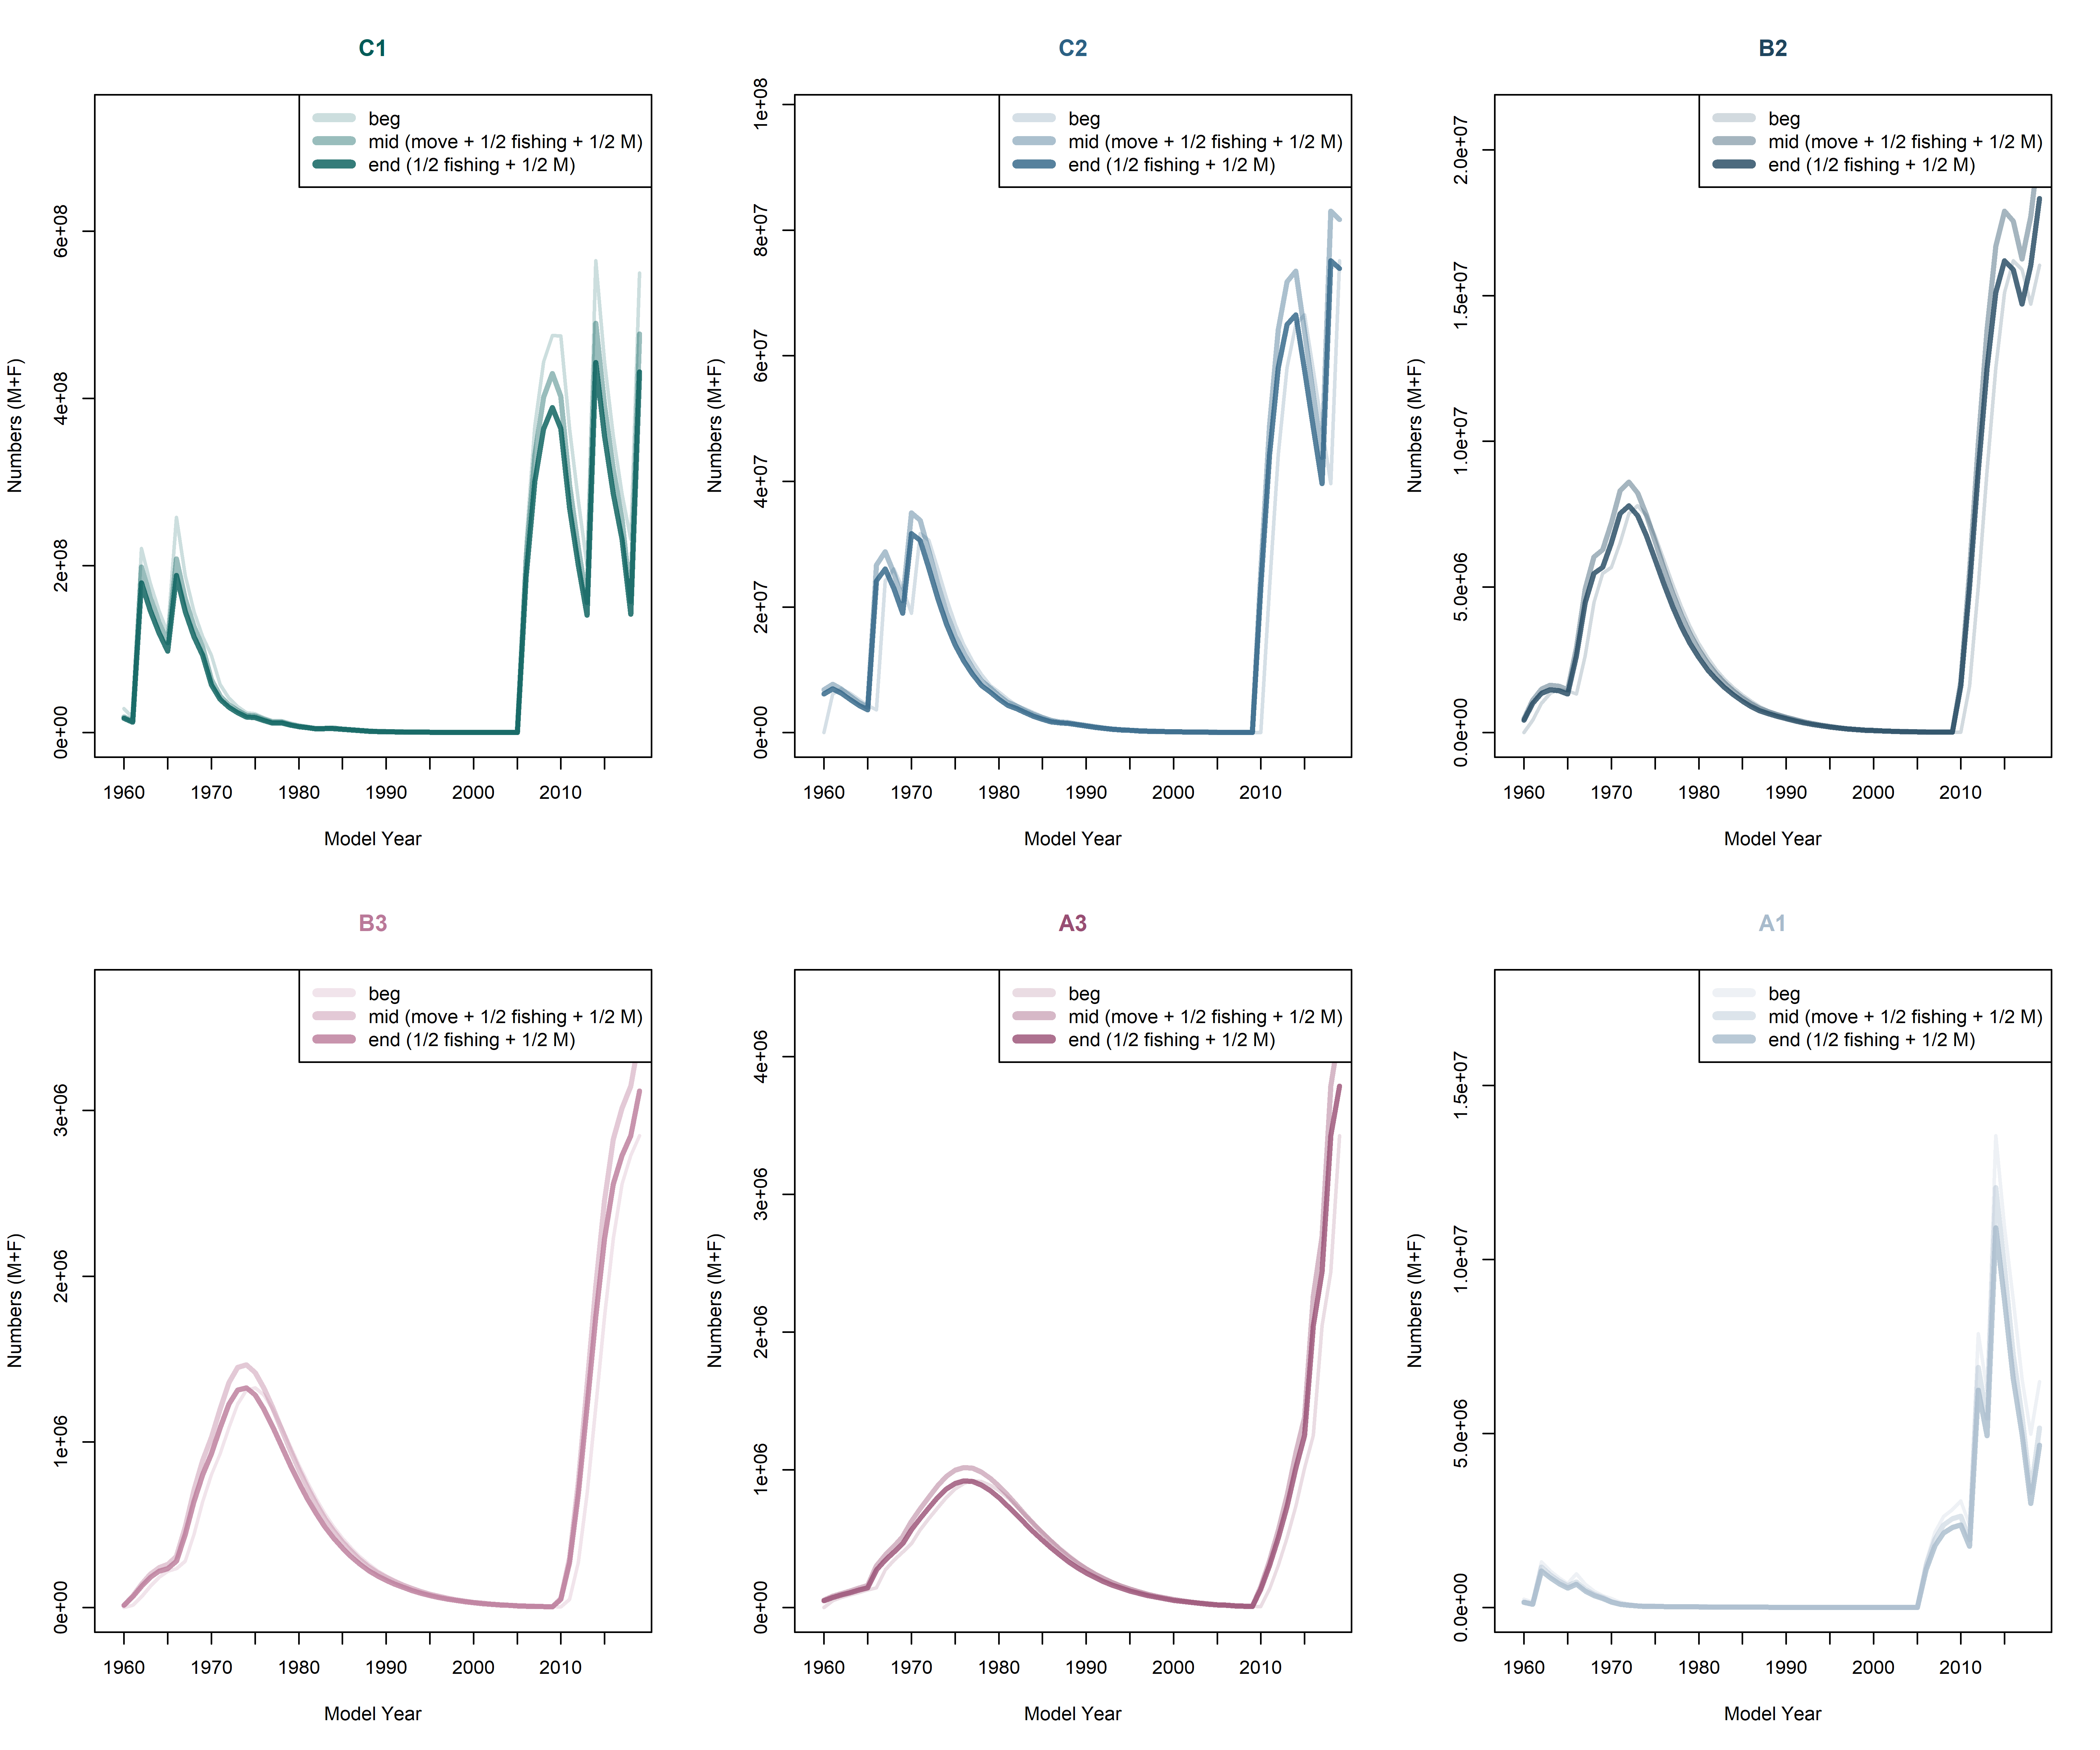 C1
beg
mid (move + 1/2 fishing + 1/2 M)
end (1/2 fishing + 1/2 M)
Numbers (M+F)
0e+00 2e+08 4e+08 6e+08
1960 1970 1980 1990 2000 2010
Model Year
C2
beg
mid (move + 1/2 fishing + 1/2 M)
end (1/2 fishing + 1/2 M)
Numbers (M+F)
0e+00 2e+07 4e+07 6e+07 8e+07 1e+08
1960 1970 1980 1990 2000 2010
Model Year
B2
beg
mid (move + 1/2 fishing + 1/2 M)
end (1/2 fishing + 1/2 M)
Numbers (M+F)
0.0e+00 5.0e+06 1.0e+07 1.5e+07 2.0e+07
1960 1970 1980 1990 2000 2010
Model Year
B3
beg
mid (move + 1/2 fishing + 1/2 M)
end (1/2 fishing + 1/2 M)
Numbers (M+F)
0e+00 1e+06 2e+06 3e+06
1960 1970 1980 1990 2000 2010
Model Year
A3
beg
mid (move + 1/2 fishing + 1/2 M)
end (1/2 fishing + 1/2 M)
Numbers (M+F)
0e+00 1e+06 2e+06 3e+06 4e+06
1960 1970 1980 1990 2000 2010
Model Year
A1
beg
mid (move + 1/2 fishing + 1/2 M)
end (1/2 fishing + 1/2 M)
Numbers (M+F)
0.0e+00 5.0e+06 1.0e+07 1.5e+07
1960 1970 1980 1990 2000 2010
Model Year